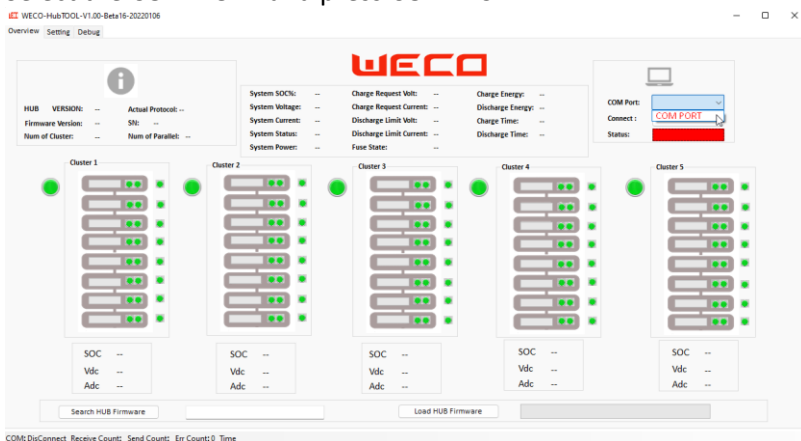 WECO-HubTOOL-V1.00-Beta16-20220106
Overview Setting Debug
WECO
HUB VERSION: -- Actual Protocol: --
Firmware Version: -- SN: --
Num of Cluster: -- Num of Parallel: --
System SOC%: -- Charge Request Volt: -- Charge Energy: --
System Voltage: -- Charge Request Current: -- Discharge Energy: --
System Current: -- Discharge Limit Volt: -- Charge Time: --
System Status: -- Discharge Limit Current: -- Discharge Time: --
System Power: -- Fuse State: --
COM Port:
Connect : COM PORT
Status:
Cluster 1 Cluster 2 Cluster 3 Cluster 4 Cluster 5
SOC -- SOC -- SOC -- SOC -- SOC --
Vdc -- Vdc -- Vdc -- Vdc -- Vdc --
Adc -- Adc -- Adc -- Adc -- Adc --
Search HUB Firmware Load HUB Firmware
COM: DisConnect Receive Count: Send Count: Err Count: 0 Time